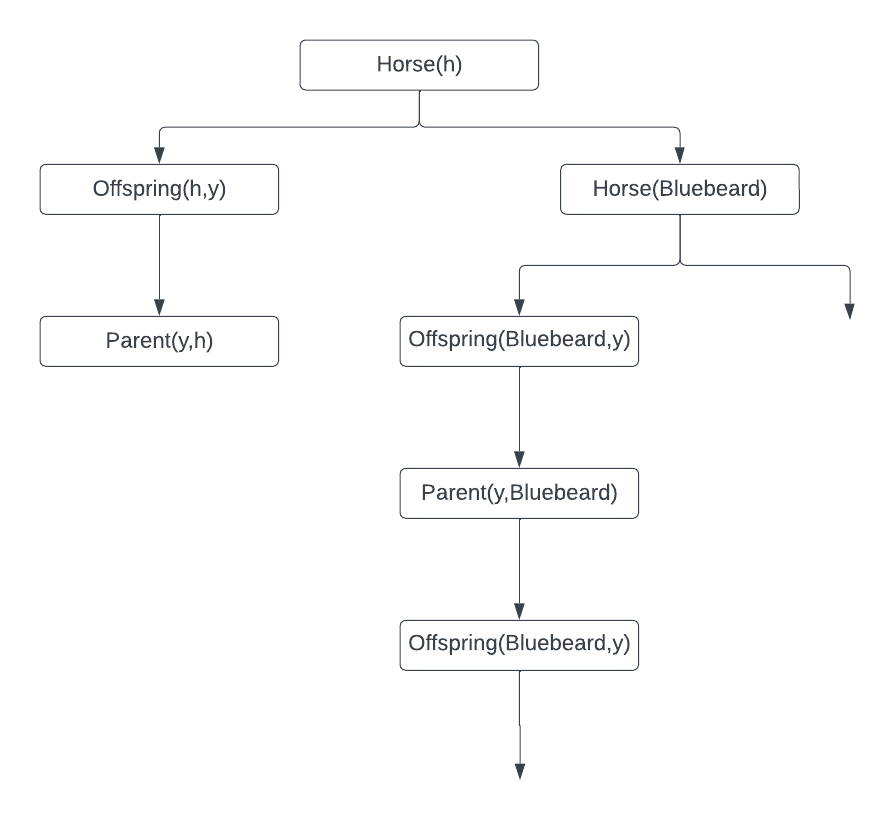 Horse(h)
Offspring(h,y)
Horse(Bluebeard)
Parent(y,h)
Offspring(Bluebeard,y)
Parent(y,Bluebeard)
Offspring(Bluebeard,y)